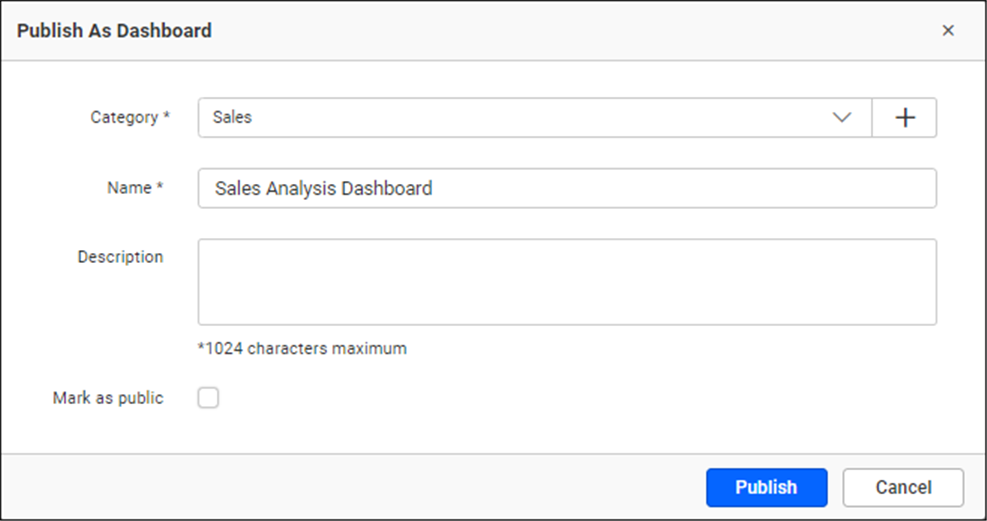 Publish As Dashboard
Category * Sales
Name * Sales Analysis Dashboard
Description
*1024 characters maximum
Mark as public
Publish Cancel